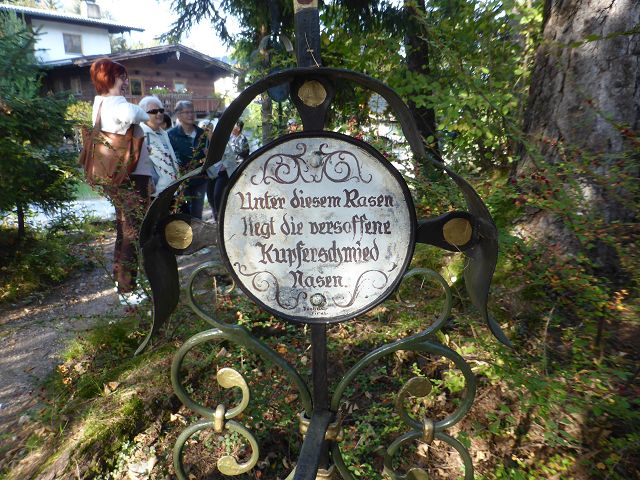 Unter diesem Rasen
liegt die versoffene
Kupferschmied
Nasen.